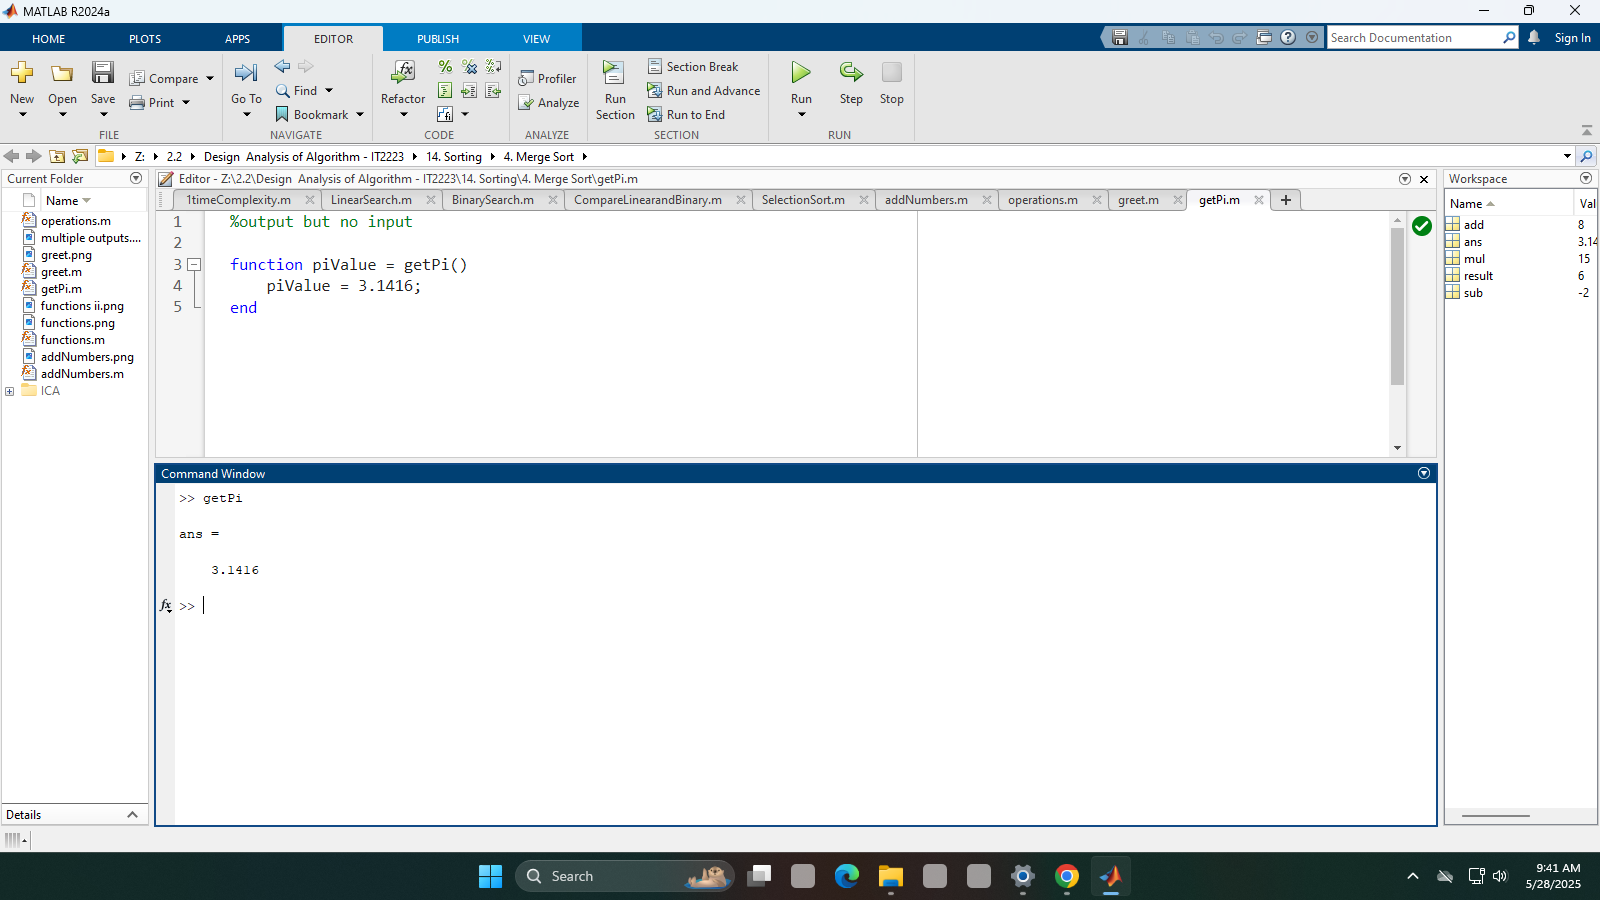 MATLAB R2024a
HOME PLOTS APPS EDITOR PUBLISH VIEW
Search Documentation
Sign In
New Open Save
Compare
Print
FILE
Go To
Find
Bookmark
NAVIGATE
Refactor
CODE
Profiler
Analyze
ANALYZE
Run Section
Section Break
Run and Advance
Run to End
SECTION
Run Step Stop
RUN
Z: 2.2 Design Analysis of Algorithm - IT2223 14. Sorting 4. Merge Sort
Current Folder
Name
operations.m
multiple outputs....
greet.png
greet.m
getPi.m
functions ii.png
functions.png
functions.m
addNumbers.png
addNumbers.m
ICA
Details
Editor - Z:\2.2\Design Analysis of Algorithm - IT2223\14. Sorting\4. Merge Sort\getPi.m
1timeComplexity.m LinearSearch.m BinarySearch.m CompareLinearandBinary.m SelectionSort.m addNumbers.m operations.m greet.m getPi.m
1 %output but no input
2
3 function piValue = getPi()
4 piValue = 3.1416;
5 end
Command Window
>> getPi
ans =
3.1416
fx >>
Workspace
Name Val
add 8
ans 3.14
mul 15
result 6
sub -2
Search
9:41 AM
5/28/2025